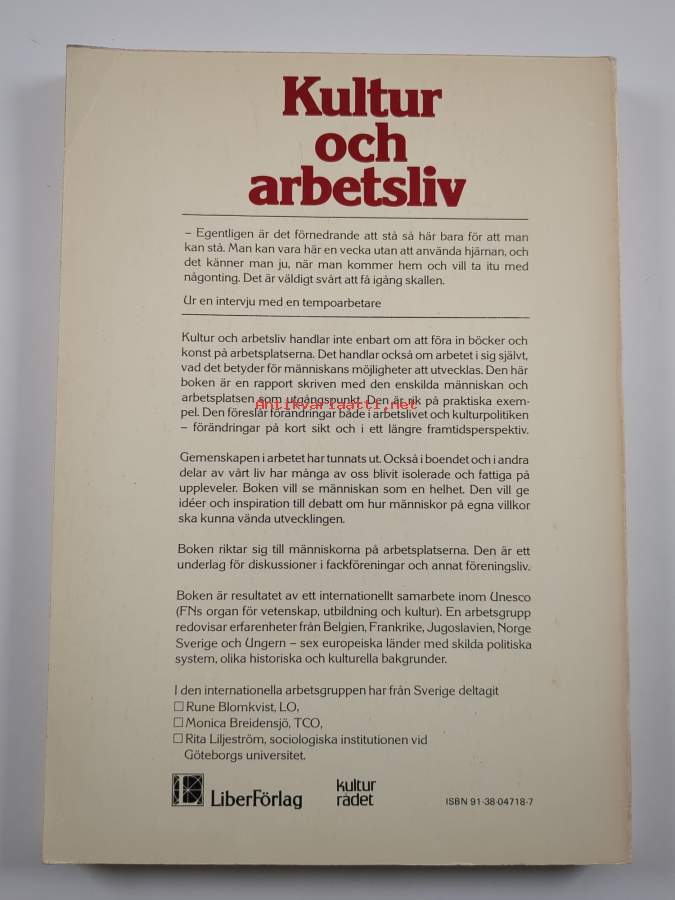 Kultur
och
arbetsliv
– Egentligen är det förnedrande att stå så här bara för att man
kan stå. Man kan vara här en vecka utan att använda hjärnan, och
det känner man ju, när man kommer hem och vill ta itu med
någonting. Det är väldigt svårt att få igång skallen.
Ur en intervju med en tempoarbetare
Kultur och arbetsliv handlar inte enbart om att föra in böcker och
konst på arbetsplatserna. Det handlar också om arbetet i sig självt,
vad det betyder för människans möjligheter att utvecklas. Den här
boken är en rapport skriven med den enskilda människan och
arbetsplatsen som utgångspunkt. Den är rik på praktiska exem-
pel. Den föreslår förändringar både i arbetslivet och kulturpolitiken
– förändringar på kort sikt och i ett längre framtidsperspektiv.
Antikvariaatti.net
Gemenskapen i arbetet har tunnats ut. Också i boendet och i andra
delar av vårt liv har många av oss blivit isolerade och fattiga på
uppleveler. Boken vill se människan som en helhet. Den vill ge
idéer och inspiration till debatt om hur människor på egna villkor
ska kunna vända utvecklingen.
Boken riktar sig till människorna på arbetsplatserna. Den är ett
underlag för diskussioner i fackföreningar och annat föreningsliv.
Boken är resultatet av ett internationellt samarbete inom Unesco
(FNs organ för vetenskap, utbildning och kultur). En arbetsgrupp
redovisar erfarenheter från Belgien, Frankrike, Jugoslavien, Norge
Sverige och Ungern – sex europeiska länder med skilda politiska
system, olika historiska och kulturella bakgrunder.
I den internationella arbetsgruppen har från Sverige deltagit
□ Rune Blomkvist, LO,
□ Monica Breidensjö, TCO,
□ Rita Liljeström, sociologiska institutionen vid
Göteborgs universitet.
LiberFörlag
kultur
rådet
ISBN 91-38-04718-7